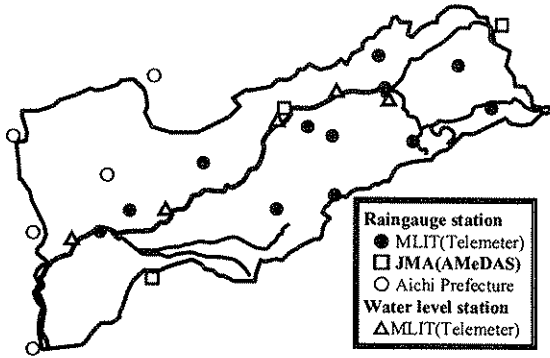 Raingauge station
MLIT(Telemeter)
JMA(AMeDAS)
Aichi Prefecture
Water level station
MLIT(Telemeter)